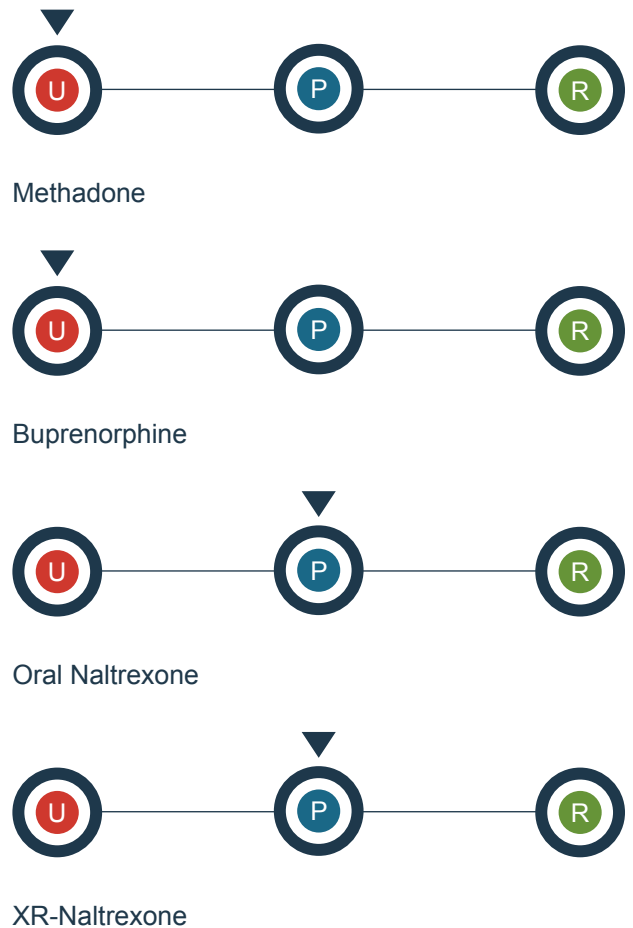 U P R
Methadone
U P R
Buprenorphine
U P R
Oral Naltrexone
U P R
XR-Naltrexone